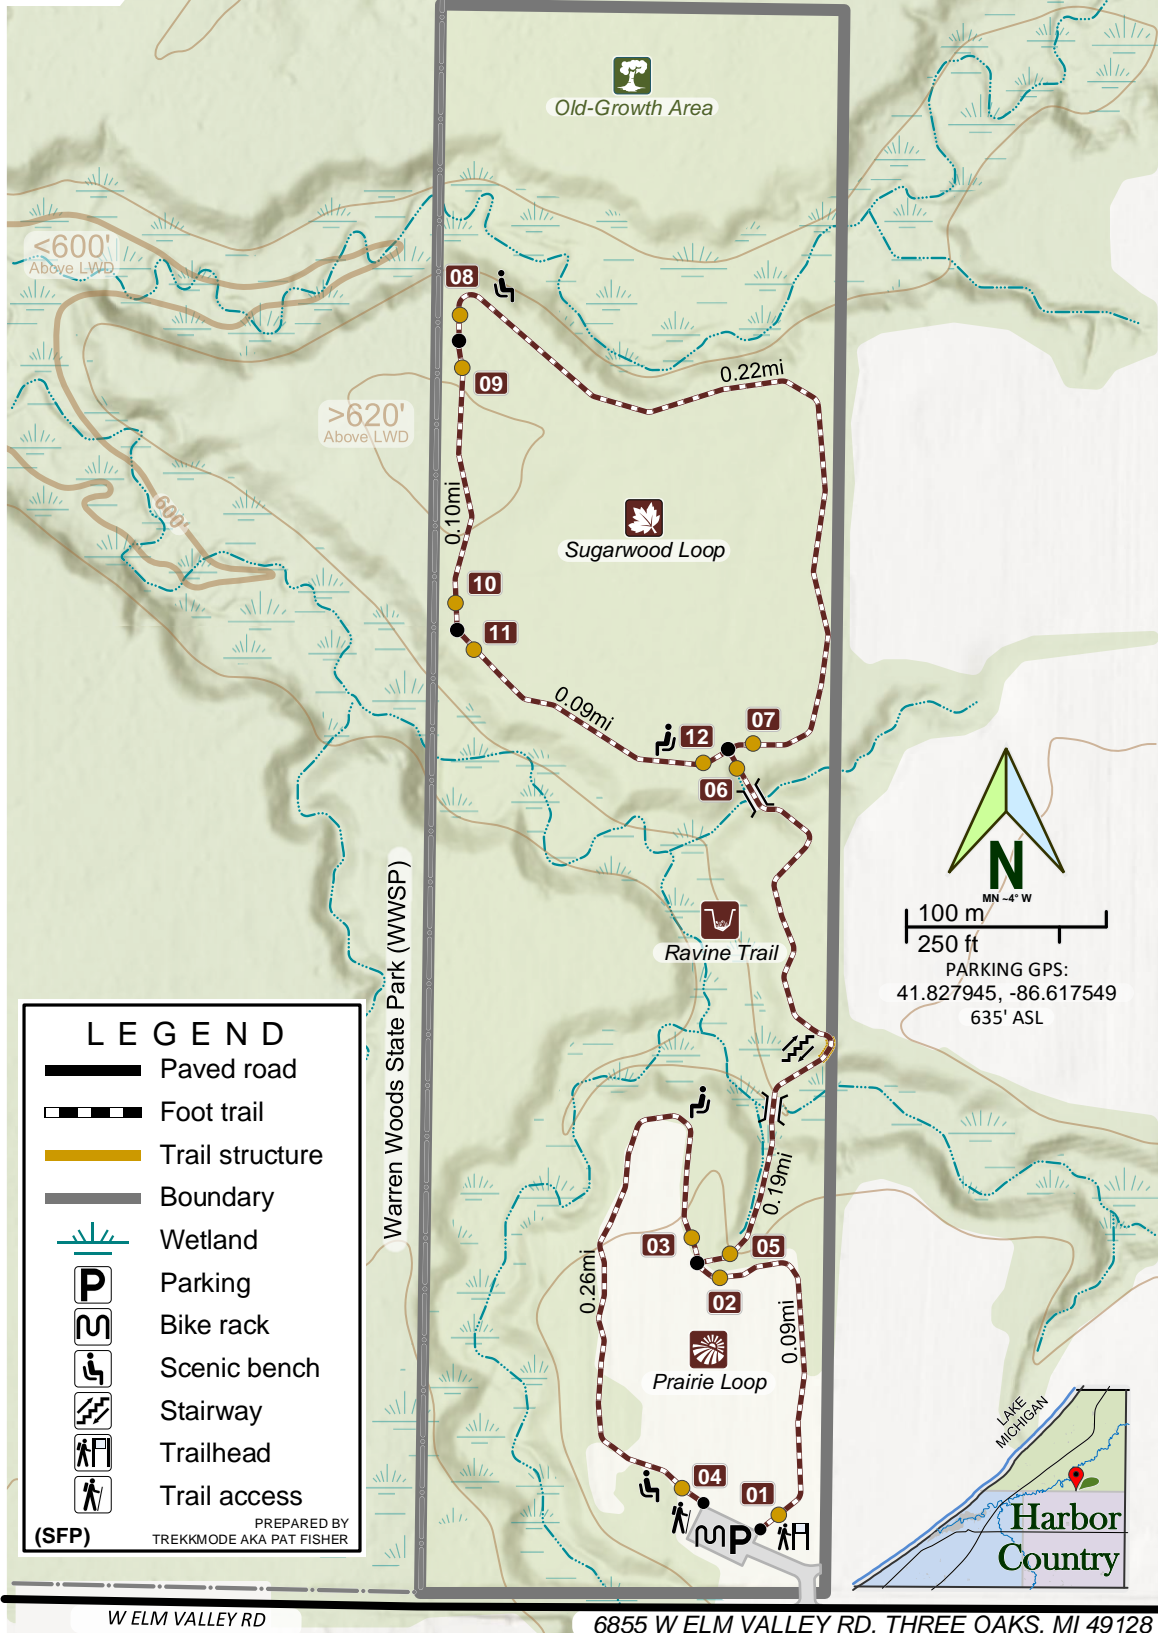 Old-Growth Area
<600'
Above LWD
08
0.22mi
09
>620'
Above LWD
600'
0.10mi
Sugarwood Loop
10
11
0.09mi
12
07
06
N
MN ~4° W
100 m
250 ft
PARKING GPS:
41.827945, -86.617549
635' ASL
Ravine Trail
Warren Woods State Park (WWSP)
LEGEND
Paved road
Foot trail
Trail structure
Boundary
Wetland
P Parking
Bike rack
Scenic bench
Stairway
Trailhead
Trail access
PREPARED BY
(SFP) TREKKMODE AKA PAT FISHER
0.19mi
03
05
02
0.26mi
0.09mi
Prairie Loop
04
01
P
LAKE
MICHIGAN
Harbor
Country
W ELM VALLEY RD
6855 W ELM VALLEY RD. THREE OAKS, MI 49128